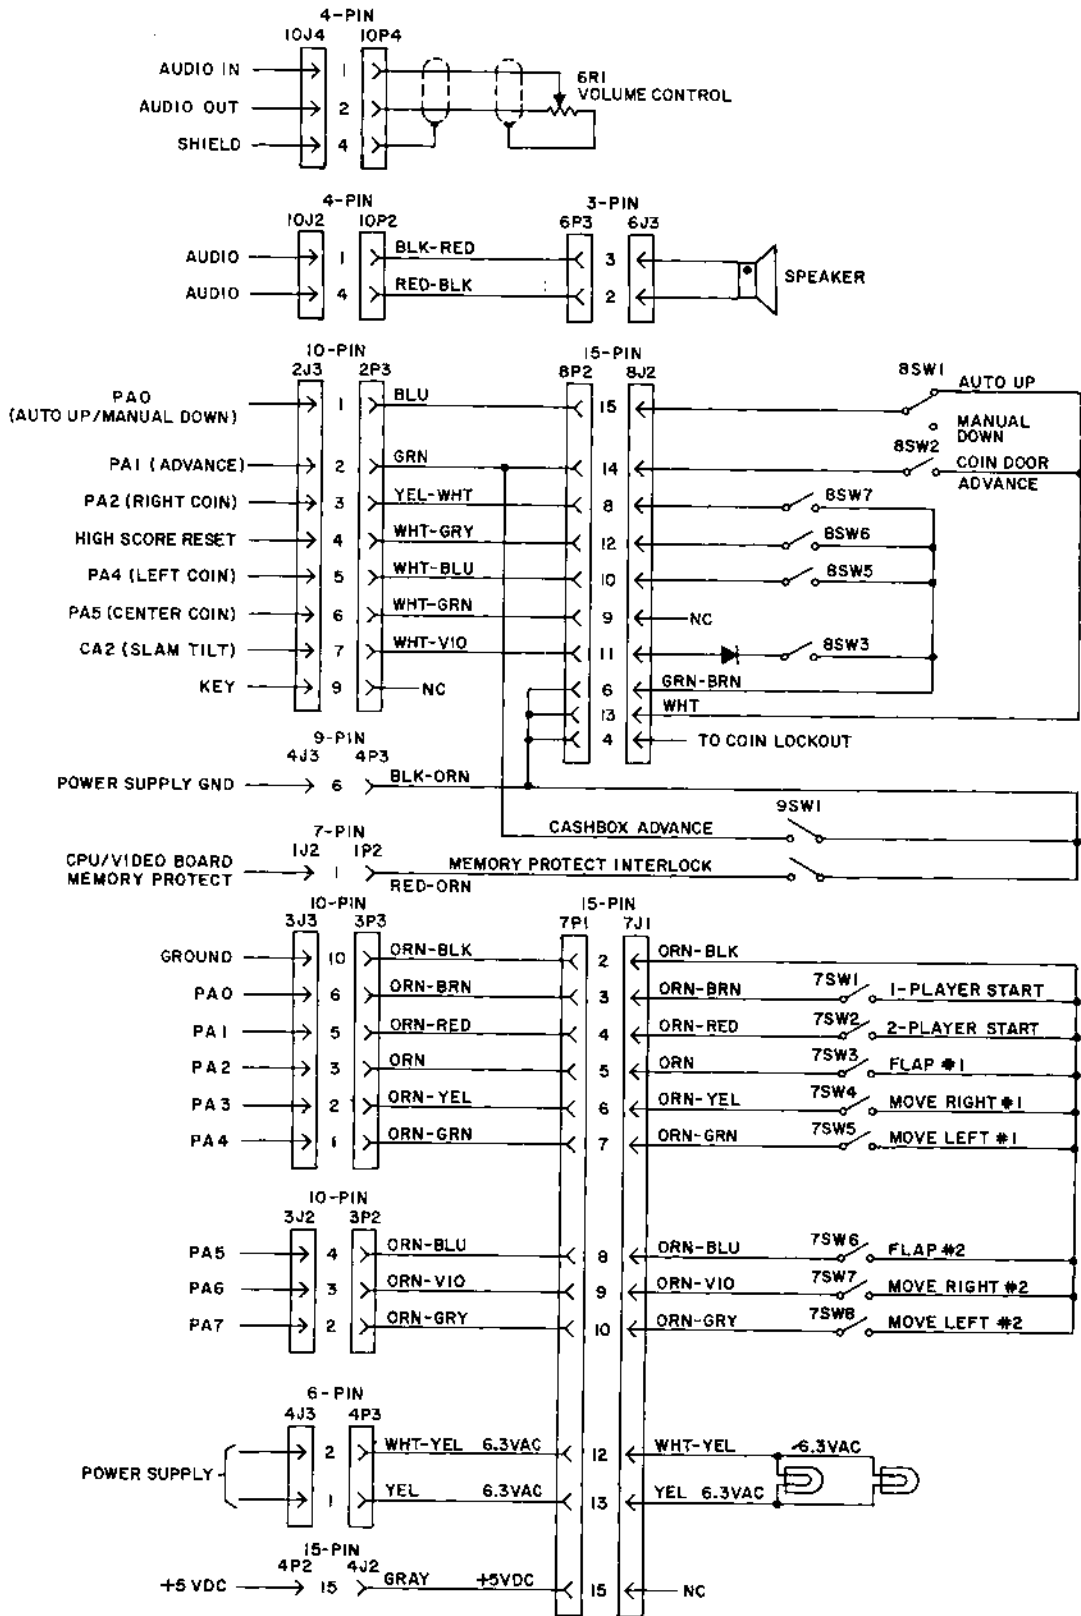 4-PIN
10J4 10P4
AUDIO IN 1
6R1
VOLUME CONTROL
AUDIO OUT 2
SHIELD 4
4-PIN 3-PIN
10J2 10P2 6P3 6J3
AUDIO 1 BLK-RED 3
SPEAKER
AUDIO 4 RED-BLK 2
10-PIN 15-PIN
2J3 2P3 8P2 8J2 8SW1 AUTO UP
PA0 1 BLU 15
(AUTO UP/MANUAL DOWN)
MANUAL
DOWN
8SW2
PA1 (ADVANCE) 2 GRN 14 COIN DOOR
ADVANCE
PA2 (RIGHT COIN) 3 YEL-WHT 8 8SW7
HIGH SCORE RESET 4 WHT-GRY 12 8SW6
PA4 (LEFT COIN) 5 WHT-BLU 10 8SW5
PA5 (CENTER COIN) 6 WHT-GRN 9 NC
CA2 (SLAM TILT) 7 WHT-VIO 11 8SW3
KEY 9 NC 6 GRN-BRN
13 WHT
4 TO COIN LOCKOUT
9-PIN
4J3 4P3
POWER SUPPLY GND 6 BLK-ORN
9SW1
CASHBOX ADVANCE
7-PIN
1J2 1P2
CPU/VIDEO BOARD
MEMORY PROTECT 1 MEMORY PROTECT INTERLOCK
RED-ORN
10-PIN 15-PIN
3J3 3P3 7P1 7J1
GROUND 10 ORN-BLK 2 ORN-BLK
PA0 6 ORN-BRN 3 ORN-BRN 7SW1 1-PLAYER START
PA1 5 ORN-RED 4 ORN-RED 7SW2 2-PLAYER START
PA2 3 ORN 5 ORN 7SW3 FLAP #1
PA3 2 ORN-YEL 6 ORN-YEL 7SW4 MOVE RIGHT #1
PA4 1 ORN-GRN 7 ORN-GRN 7SW5 MOVE LEFT #1
10-PIN
3J2 3P2
PA5 4 ORN-BLU 8 ORN-BLU 7SW6 FLAP #2
PA6 3 ORN-VIO 9 ORN-VIO 7SW7 MOVE RIGHT #2
PA7 2 ORN-GRY 10 ORN-GRY 7SW8 MOVE LEFT #2
6-PIN
4J3 4P3
2 WHT-YEL 6.3VAC 12 WHT-YEL 6.3VAC
POWER SUPPLY
1 YEL 6.3VAC 13 YEL 6.3VAC
15-PIN
4P2 4J2
+5 VDC 15 GRAY +5VDC 15 NC